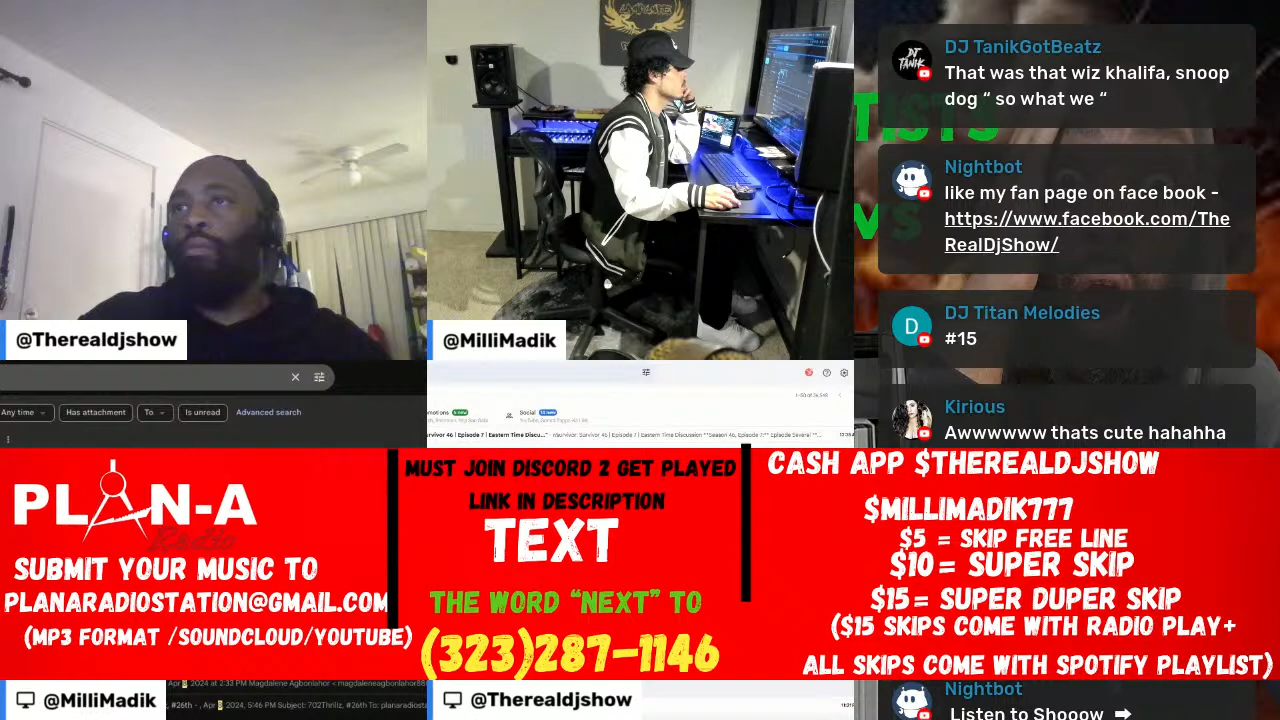 @Therealdjshow
@MilliMadik
DJ TanikGotBeatz
That was that wiz khalifa, snoop
dog “ so what we “
Nightbot
like my fan page on face book -
https://www.facebook.com/The
RealDjShow/
DJ Titan Melodies
#15
Kirious
Awwwwww thats cute hahahha
Any time
Has attachment
To
Is unread
Advanced search
Social
PLAN-A
Radio
SUBMIT YOUR MUSIC TO
PLANARADIOSTATION@GMAIL.COM
(MP3 FORMAT /SOUNDCLOUD/YOUTUBE)
MUST JOIN DISCORD 2 GET PLAYED
LINK IN DESCRIPTION
TEXT
THE WORD “NEXT” TO
(323)287-1146
CASH APP $THEREALDJSHOW
$MILLIMADIK777
$5 = SKIP FREE LINE
$10 = SUPER SKIP
$15 = SUPER DUPER SKIP
($15 SKIPS COME WITH RADIO PLAY+
ALL SKIPS COME WITH SPOTIFY PLAYLIST)
@MilliMadik
@Therealdjshow
Nightbot
Listen to Shooow ➡